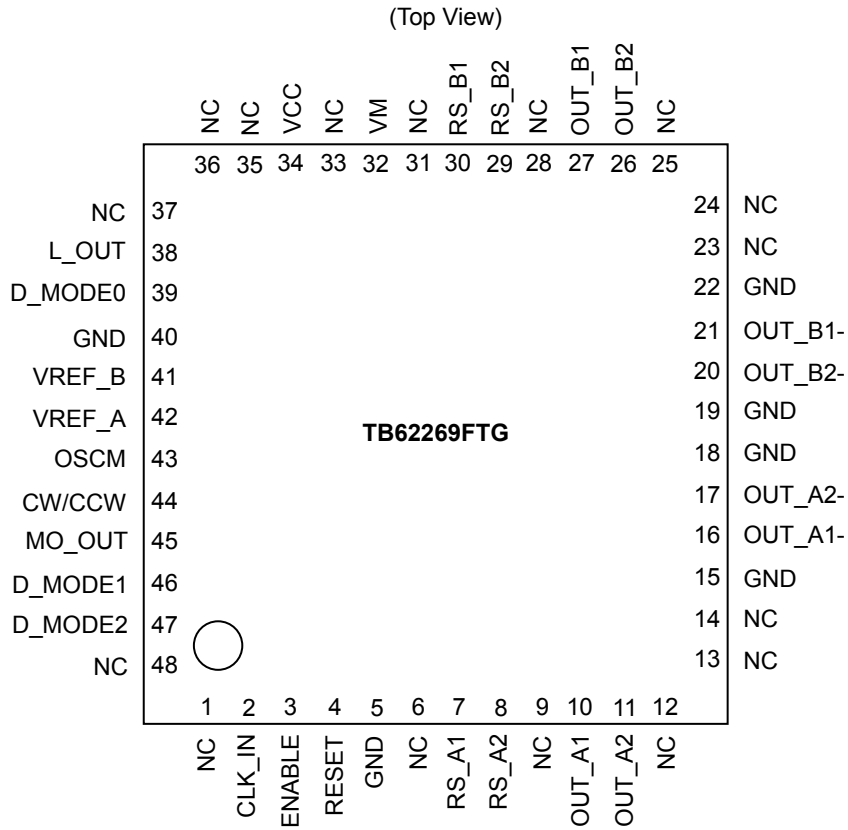 (Top View)
NC
NC
VCC
NC
VM
NC
RS_B1
RS_B2
NC
OUT_B1
OUT_B2
NC
36 35 34 33 32 31 30 29 28 27 26 25
NC 37
L_OUT 38
D_MODE0 39
GND 40
VREF_B 41
VREF_A 42
OSCM 43
CW/CCW 44
MO_OUT 45
D_MODE1 46
D_MODE2 47
NC 48
TB62269FTG
24 NC
23 NC
22 GND
21 OUT_B1-
20 OUT_B2-
19 GND
18 GND
17 OUT_A2-
16 OUT_A1-
15 GND
14 NC
13 NC
1 2 3 4 5 6 7 8 9 10 11 12
NC
CLK_IN
ENABLE
RESET
GND
NC
RS_A1
RS_A2
NC
OUT_A1
OUT_A2
NC